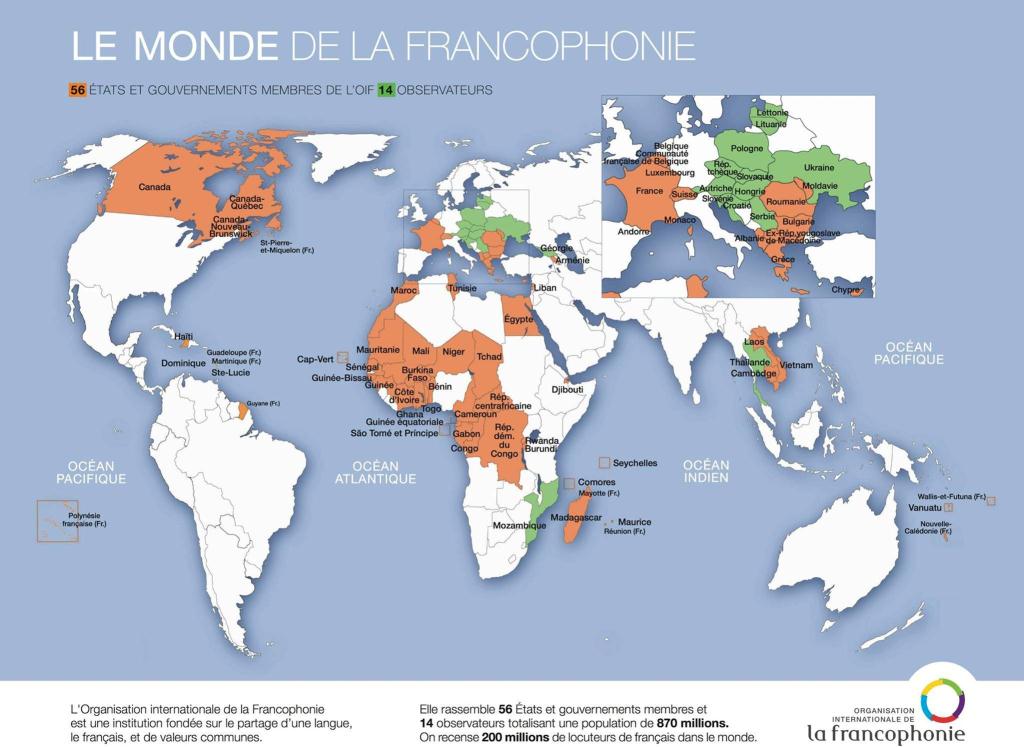 LE MONDE DE LA FRANCOPHONIE
56 ÉTATS ET GOUVERNEMENTS MEMBRES DE L'OIF 14 OBSERVATEURS
Canada
Canada-
Québec
Canada-
Nouveau-
Brunswick
St-Pierre-
et-Miquelon (Fr.)
Lettonie
Lituanie
Belgique
Communauté
française de Belgique
Luxembourg
Pologne
Rép.
tchèque
Slovaquie
Ukraine
France
Suisse
Autriche
Hongrie
Moldavie
Slovénie
Croatie
Roumanie
Monaco
Serbie
Bulgarie
Andorre
Albanie
Ex-Rép.yougoslave
de Macédoine
Grèce
Chypre
Géorgie
Arménie
Maroc
Tunisie
Liban
Égypte
Haïti
Guadeloupe (Fr.)
Martinique (Fr.)
Dominique
Ste-Lucie
Guyane (Fr.)
Cap-Vert
Mauritanie
Mali
Niger
Tchad
Sénégal
Guinée-Bissau
Burkina
Faso
Guinée
Bénin
Côte
d'Ivoire
Togo
Ghana
Rép.
centrafricaine
Cameroun
Djibouti
Guinée équatoriale
São Tomé et Príncipe
Gabon
Congo
Rép.
dém.
du
Congo
Rwanda
Burundi
Laos
Thaïlande
Vietnam
Cambodge
OCÉAN
PACIFIQUE
OCÉAN
PACIFIQUE
OCÉAN
ATLANTIQUE
OCÉAN
INDIEN
Seychelles
Comores
Mayotte (Fr.)
Mozambique
Madagascar
Maurice
Réunion (Fr.)
Polynésie
française (Fr.)
Wallis-et-Futuna (Fr.)
Vanuatu
Nouvelle-
Calédonie (Fr.)
L'Organisation internationale de la Francophonie
est une institution fondée sur le partage d'une langue,
le français, et de valeurs communes.
Elle rassemble 56 États et gouvernements membres et
14 observateurs totalisant une population de 870 millions.
On recense 200 millions de locuteurs de français dans le monde.
ORGANISATION
INTERNATIONALE DE
la francophonie